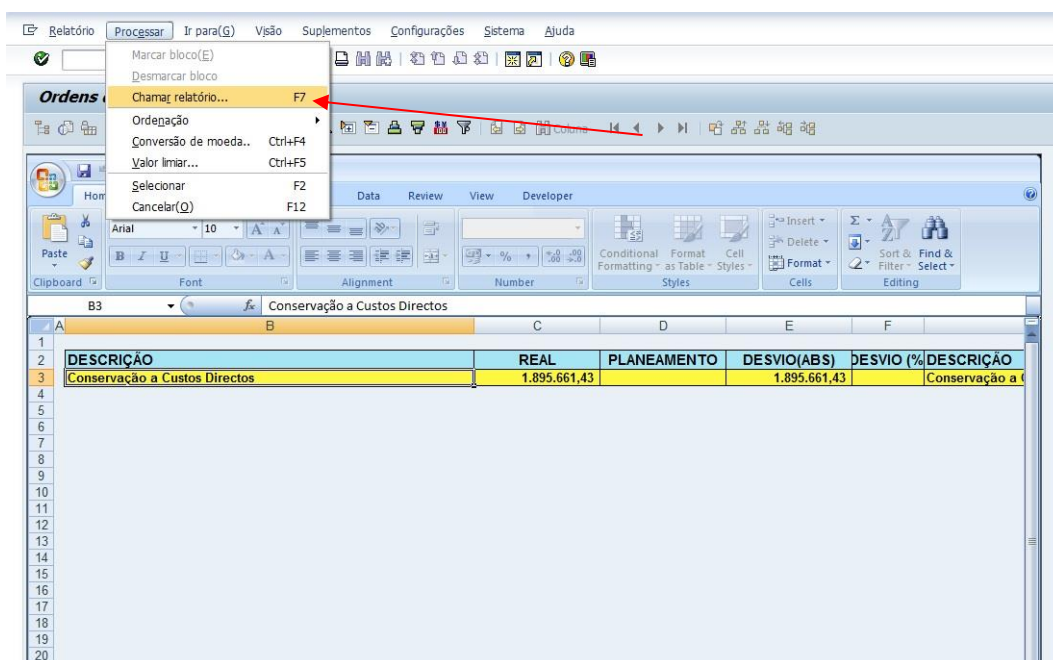 Relatório Processar Ir para(G) Visão Suplementos Configurações Sistema Ajuda
Marcar bloco(E)
Desmarcar bloco
Ordens
Chamar relatório... F7
Ordenação
Coluna
Conversão de moeda.. Ctrl+F4
Valor limiar... Ctrl+F5
Selecionar F2
Cancelar(O) F12
Hom Data Review View Developer
Paste
Arial 10
B I U
A A A
% ,
Conditional Formatting
Format as Table
Cell Styles
Insert
Delete
Format
Sort & Filter
Find & Select
Clipboard Font Alignment Number Styles Cells Editing
B3 fx Conservação a Custos Directos
A B C D E F
1
2 DESCRIÇÃO REAL PLANEAMENTO DESVIO(ABS) DESVIO (% DESCRIÇÃO
3 Conservação a Custos Directos 1.895.661,43 1.895.661,43 Conservação a
4
5
6
7
8
9
10
11
12
13
14
15
16
17
18
19
20